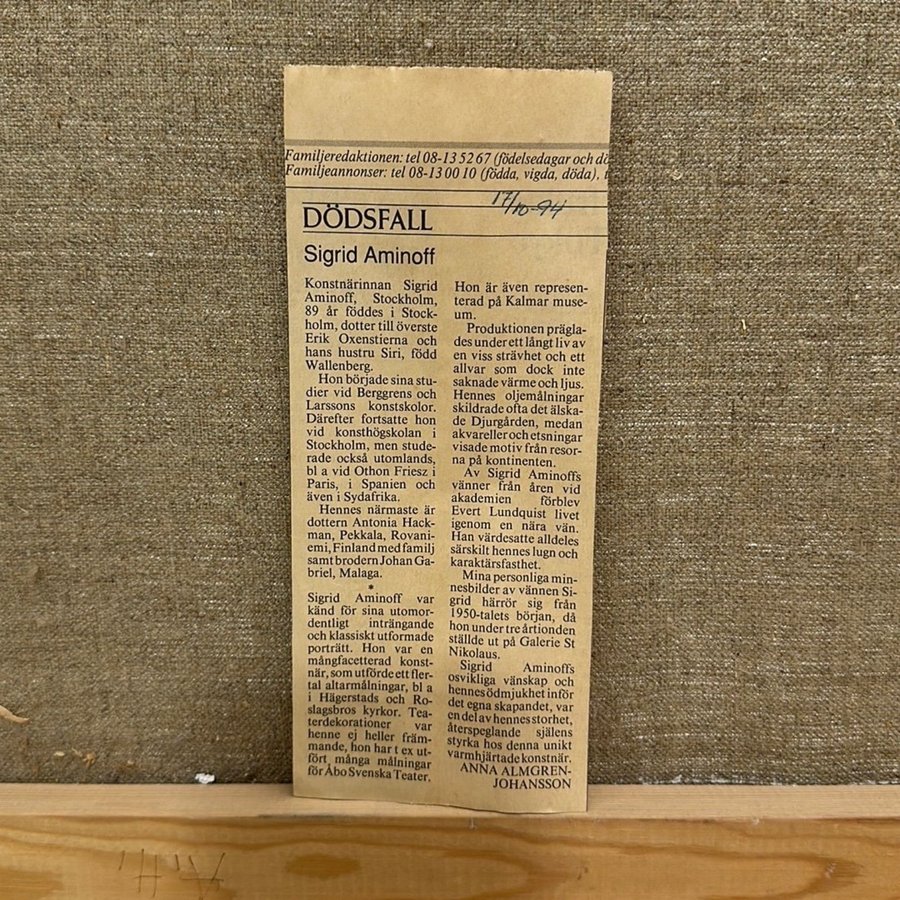 Familjeredaktionen: tel 08-13 52 67 (födelsedagar och dö
Familjeannonser: tel 08-13 00 10 (födda, vigda, döda), t
17/10-94
DÖDSFALL
Sigrid Aminoff
Konstnärinnan Sigrid
Aminoff, Stockholm,
89 år föddes i Stock-
holm, dotter till överste
Erik Oxenstierna och
hans hustru Siri, född
Wallenberg.
Hon började sina stu-
dier vid Berggrens och
Larssons konstskolor.
Därefter fortsatte hon
vid konsthögskolan i
Stockholm, men stude-
rade också utomlands,
bl a vid Othon Friesz i
Paris, i Spanien och
även i Sydafrika.
Hennes närmaste är
dottern Antonia Hack-
man, Pekkala, Rovani-
emi, Finland med familj
samt brodern Johan Ga-
briel, Malaga.
*
Sigrid Aminoff var
känd för sina utomor-
dentligt inträngande
och klassiskt utformade
porträtt. Hon var en
mångfacetterad konst-
när, som utförde ett fler-
tal altarmålningar, bl a
i Hägerstads och Ro-
slagsbros kyrkor. Tea-
terdekorationer var
henne ej heller främ-
mande, hon har t ex ut-
fört många målningar
för Åbo Svenska Teater.
Hon är även represen-
terad på Kalmar muse-
um.
Produktionen prägla-
des under ett långt liv av
en viss strävhet och ett
allvar som dock inte
saknade värme och ljus.
Hennes oljemålningar
skildrade ofta det älska-
de Djurgården, medan
akvareller och etsningar
visade motiv från resor-
na på kontinenten.
Av Sigrid Aminoffs
vänner från åren vid
akademien förblev
Evert Lundquist livet
igenom en nära vän.
Han värdesatte alldeles
särskilt hennes lugn och
karaktärsfasthet.
Mina personliga min-
nesbilder av vännen Si-
grid härrör sig från
1950-talets början, då
hon under tre årtionden
ställde ut på Galerie St
Nikolaus.
Sigrid Aminoffs
osvikliga vänskap och
hennes ödmjukhet inför
det egna skapandet, var
en del av hennes storhet,
återspeglande själens
styrka hos denna unikt
varmhjärtade konstnär.
ANNA ALMGREN-
JOHANSSON